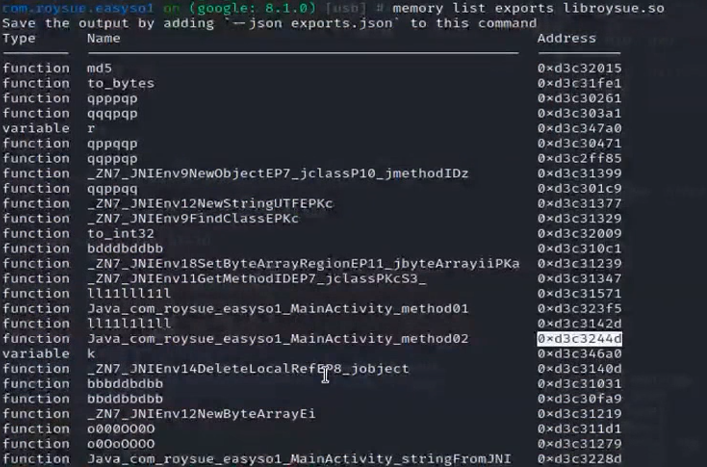 com.roysue.easyso1 on (google: 8.1.0) [usb] # memory list exports libroysue.so
Save the output by adding `--json exports.json` to this command
Type Name Address
function md5 0×d3c32015
function to_bytes 0×d3c31fe1
function qpppqp 0×d3c30261
function qqqpqp 0×d3c303a1
variable r 0×d3c347a0
function qppqqp 0×d3c30471
function qqppqp 0×d3c2ff85
function _ZN7_JNIEnv9NewObjectEP7_jclassP10_jmethodIDz 0×d3c31399
function qqppqq 0×d3c301c9
function _ZN7_JNIEnv12NewStringUTFEPKc 0×d3c31377
function _ZN7_JNIEnv9FindClassEPKc 0×d3c31329
function to_int32 0×d3c32009
function bdddbddbb 0×d3c310c1
function _ZN7_JNIEnv18SetByteArrayRegionEP11_jbyteArrayiiPKa 0×d3c31239
function _ZN7_JNIEnv11GetMethodIDEP7_jclassPKcS3_ 0×d3c31347
function ll11lll11l 0×d3c31571
function Java_com_roysue_easyso1_MainActivity_method01 0×d3c323f5
function ll11l1l1ll 0×d3c3142d
function Java_com_roysue_easyso1_MainActivity_method02 0×d3c3244d
variable k 0×d3c346a0
function _ZN7_JNIEnv14DeleteLocalRefEP8_jobject 0×d3c3140d
function bbbddbdbb 0×d3c31031
function bbddbbdbb 0×d3c30fa9
function _ZN7_JNIEnv12NewByteArrayEi 0×d3c31219
function o0OOOOOO 0×d3c311d1
function o0OoOOOO 0×d3c31279
function Java_com_roysue_easyso1_MainActivity_stringFromJNI 0×d3c3228d